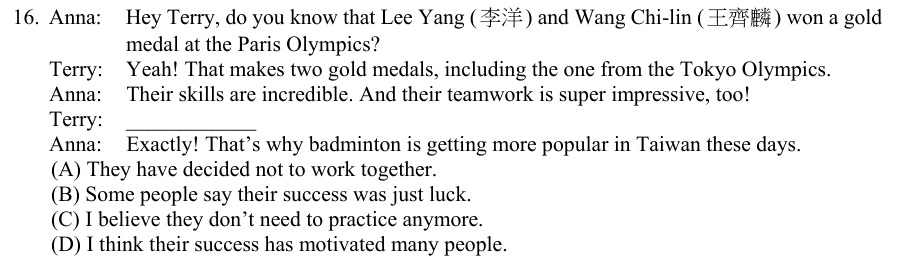 16. Anna: Hey Terry, do you know that Lee Yang (李洋) and Wang Chi-lin (王齊麟) won a gold
medal at the Paris Olympics?
Terry: Yeah! That makes two gold medals, including the one from the Tokyo Olympics.
Anna: Their skills are incredible. And their teamwork is super impressive, too!
Terry: ____________
Anna: Exactly! That’s why badminton is getting more popular in Taiwan these days.
(A) They have decided not to work together.
(B) Some people say their success was just luck.
(C) I believe they don’t need to practice anymore.
(D) I think their success has motivated many people.